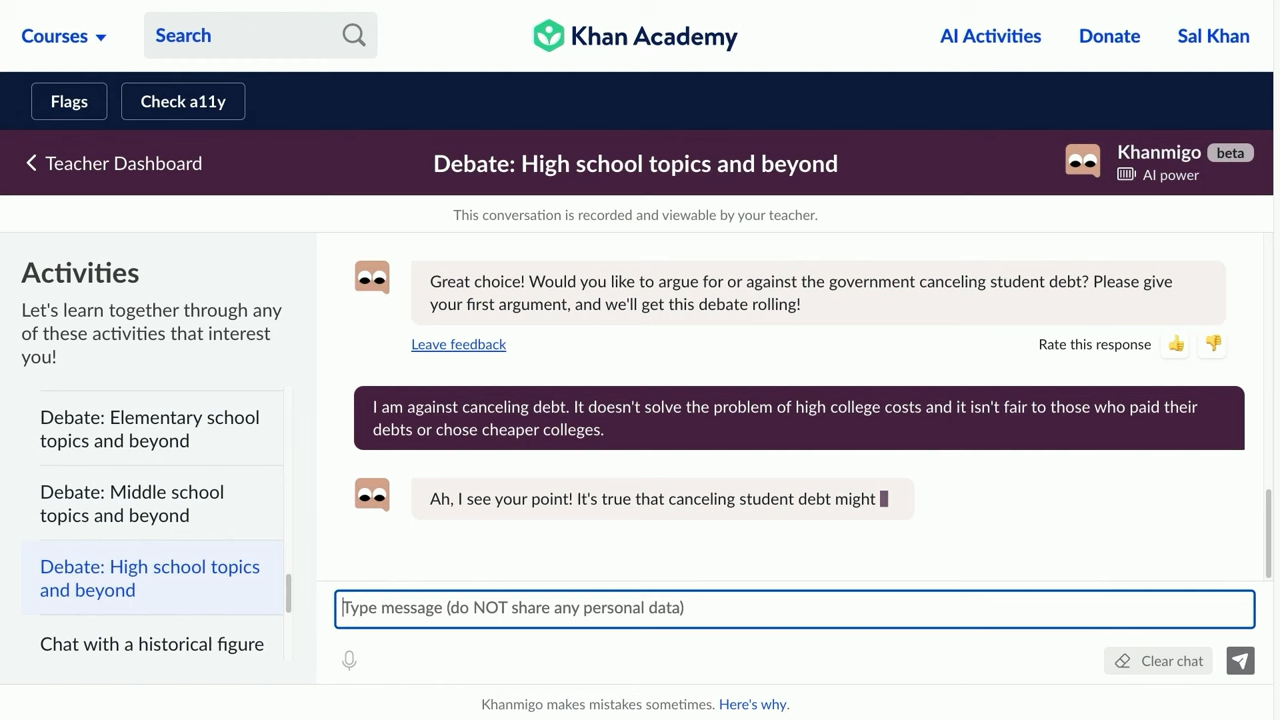 Courses
Search
Khan Academy
AI Activities
Donate
Sal Khan
Flags
Check a11y
Teacher Dashboard
Debate: High school topics and beyond
Khanmigo beta
AI power
This conversation is recorded and viewable by your teacher.
Activities
Let's learn together through any
of these activities that interest
you!
Debate: Elementary school
topics and beyond
Debate: Middle school
topics and beyond
Debate: High school topics
and beyond
Chat with a historical figure
Great choice! Would you like to argue for or against the government canceling student debt? Please give
your first argument, and we'll get this debate rolling!
Leave feedback
Rate this response
I am against canceling debt. It doesn't solve the problem of high college costs and it isn't fair to those who paid their
debts or chose cheaper colleges.
Ah, I see your point! It's true that canceling student debt might
Type message (do NOT share any personal data)
Clear chat
Khanmigo makes mistakes sometimes. Here's why.